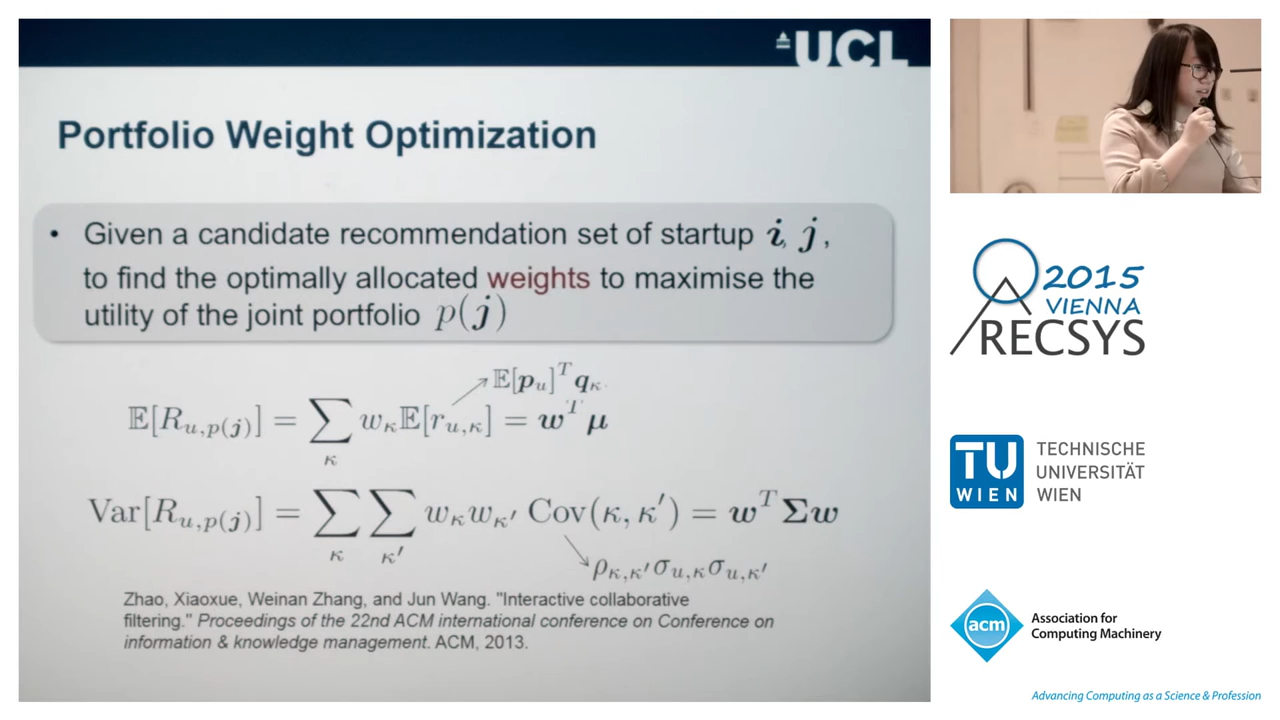 UCL
Portfolio Weight Optimization
• Given a candidate recommendation set of startup i, j,
to find the optimally allocated weights to maximise the
utility of the joint portfolio p(j)
𝔼[p_u]^T q_κ
𝔼[R_{u,p(j)}] = ∑_κ w_κ 𝔼[r_{u,κ}] = w^T μ
Var[R_{u,p(j)}] = ∑_κ ∑_{κ′} w_κ w_{κ′} Cov(κ, κ′) = w^T Σw
ρ_{κ,κ′} σ_{u,κ} σ_{u,κ′}
Zhao, Xiaoxue, Weinan Zhang, and Jun Wang. "Interactive collaborative
filtering." Proceedings of the 22nd ACM international conference on Conference on
information & knowledge management. ACM, 2013.
2015
VIENNA
RECSYS
TU
WIEN
TECHNISCHE
UNIVERSITÄT
WIEN
acm
Association for
Computing Machinery
Advancing Computing as a Science & Profession